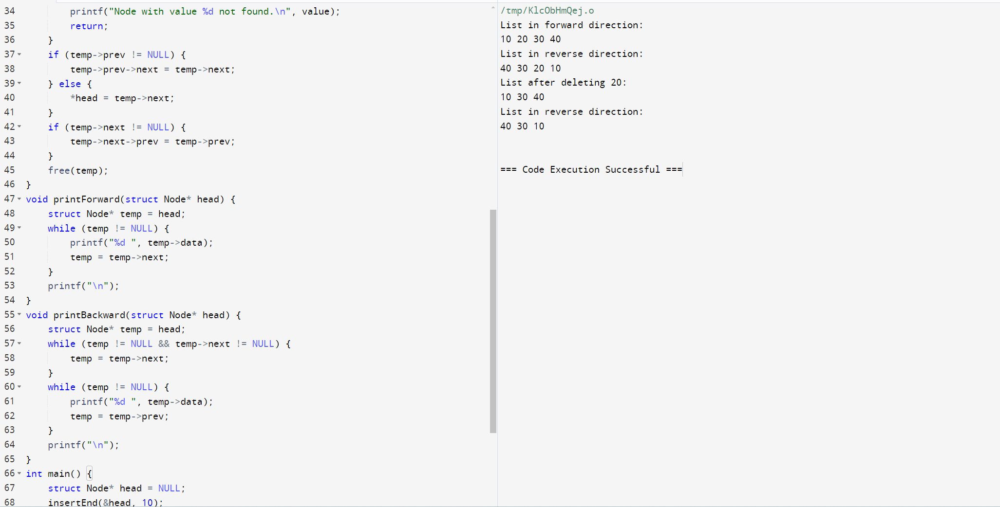 34 printf("Node with value %d not found.\n", value);
35 return;
36 }
37 if (temp->prev != NULL) {
38 temp->prev->next = temp->next;
39 } else {
40 *head = temp->next;
41 }
42 if (temp->next != NULL) {
43 temp->next->prev = temp->prev;
44 }
45 free(temp);
46 }
47 void printForward(struct Node* head) {
48 struct Node* temp = head;
49 while (temp != NULL) {
50 printf("%d ", temp->data);
51 temp = temp->next;
52 }
53 printf("\n");
54 }
55 void printBackward(struct Node* head) {
56 struct Node* temp = head;
57 while (temp != NULL && temp->next != NULL) {
58 temp = temp->next;
59 }
60 while (temp != NULL) {
61 printf("%d ", temp->data);
62 temp = temp->prev;
63 }
64 printf("\n");
65 }
66 int main() {
67 struct Node* head = NULL;
68 insertEnd(&head, 10);
/tmp/KlcObHmQej.o
List in forward direction:
10 20 30 40
List in reverse direction:
40 30 20 10
List after deleting 20:
10 30 40
List in reverse direction:
40 30 10
=== Code Execution Successful ===